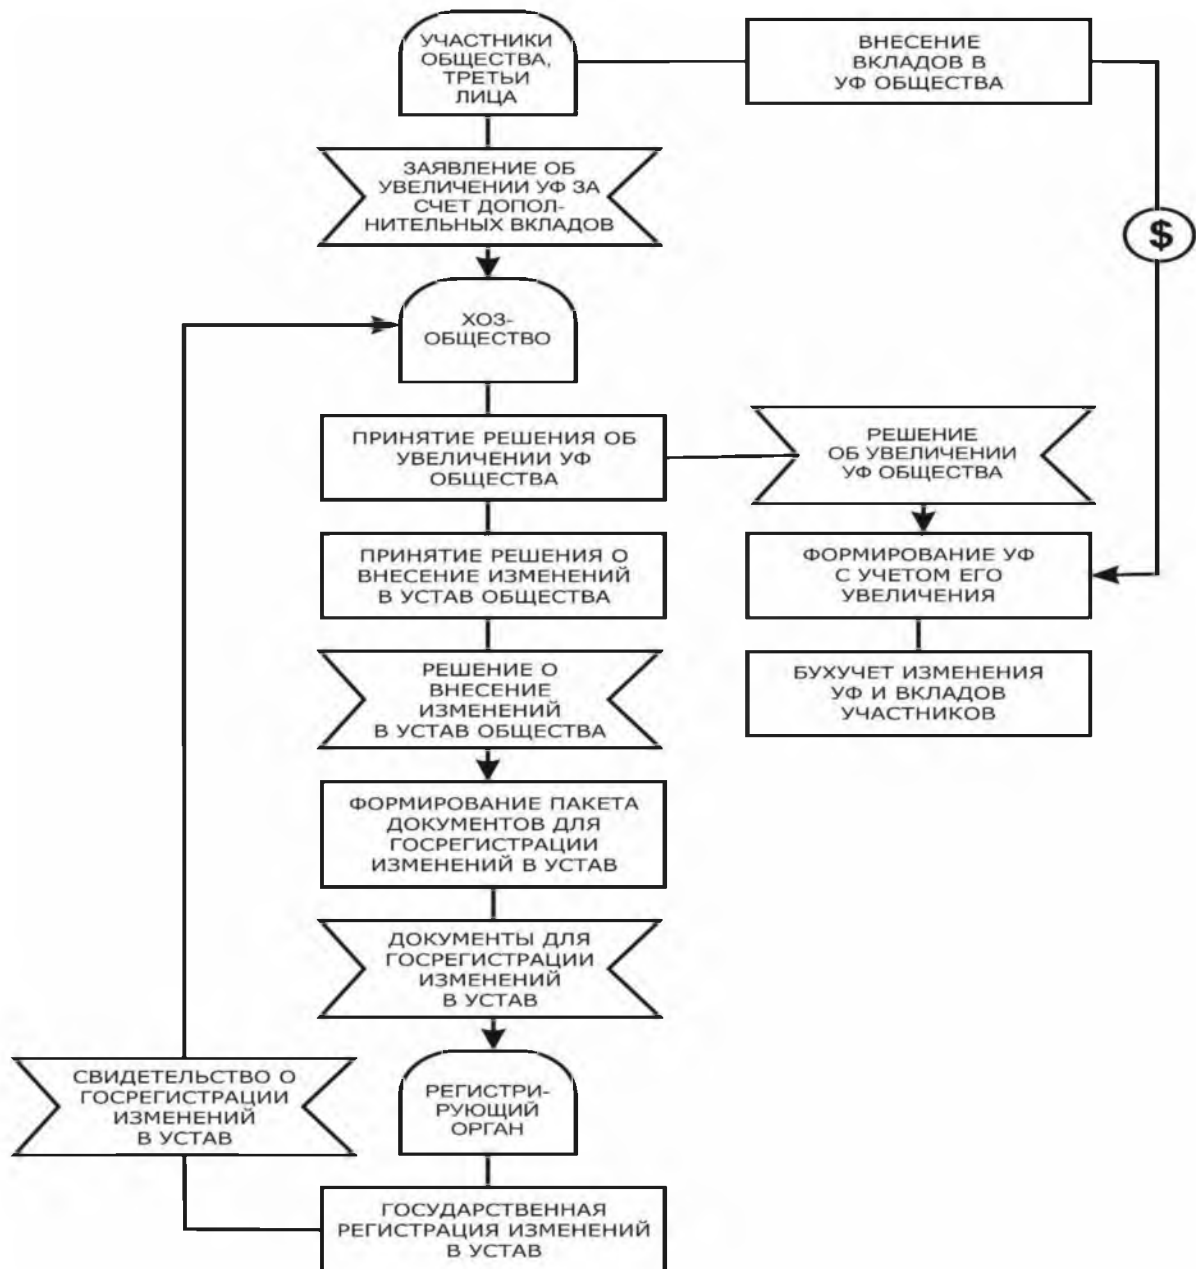 УЧАСТНИКИ
ОБЩЕСТВА,
ТРЕТЬИ
ЛИЦА
ВНЕСЕНИЕ
ВКЛАДОВ В
УФ ОБЩЕСТВА
ЗАЯВЛЕНИЕ ОБ
УВЕЛИЧЕНИИ УФ ЗА
СЧЕТ ДОПОЛ-
НИТЕЛЬНЫХ ВКЛАДОВ
$
ХОЗ-
ОБЩЕСТВО
ПРИНЯТИЕ РЕШЕНИЯ ОБ
УВЕЛИЧЕНИИ УФ
ОБЩЕСТВА
РЕШЕНИЕ
ОБ УВЕЛИЧЕНИИ
УФ ОБЩЕСТВА
ПРИНЯТИЕ РЕШЕНИЯ О
ВНЕСЕНИЕ ИЗМЕНЕНИЙ
В УСТАВ ОБЩЕСТВА
ФОРМИРОВАНИЕ УФ
С УЧЕТОМ ЕГО
УВЕЛИЧЕНИЯ
РЕШЕНИЕ О
ВНЕСЕНИЕ
ИЗМЕНЕНИЙ
В УСТАВ ОБЩЕСТВА
БУХУЧЕТ ИЗМЕНЕНИЯ
УФ И ВКЛАДОВ
УЧАСТНИКОВ
ФОРМИРОВАНИЕ ПАКЕТА
ДОКУМЕНТОВ ДЛЯ
ГОСРЕГИСТРАЦИИ
ИЗМЕНЕНИЙ В УСТАВ
ДОКУМЕНТЫ ДЛЯ
ГОСРЕГИСТРАЦИИ
ИЗМЕНЕНИЙ
В УСТАВ
СВИДЕТЕЛЬСТВО О
ГОСРЕГИСТРАЦИИ
ИЗМЕНЕНИЙ
В УСТАВ
РЕГИСТРИ-
РУЮЩИЙ
ОРГАН
ГОСУДАРСТВЕННАЯ
РЕГИСТРАЦИЯ ИЗМЕНЕНИЙ
В УСТАВ